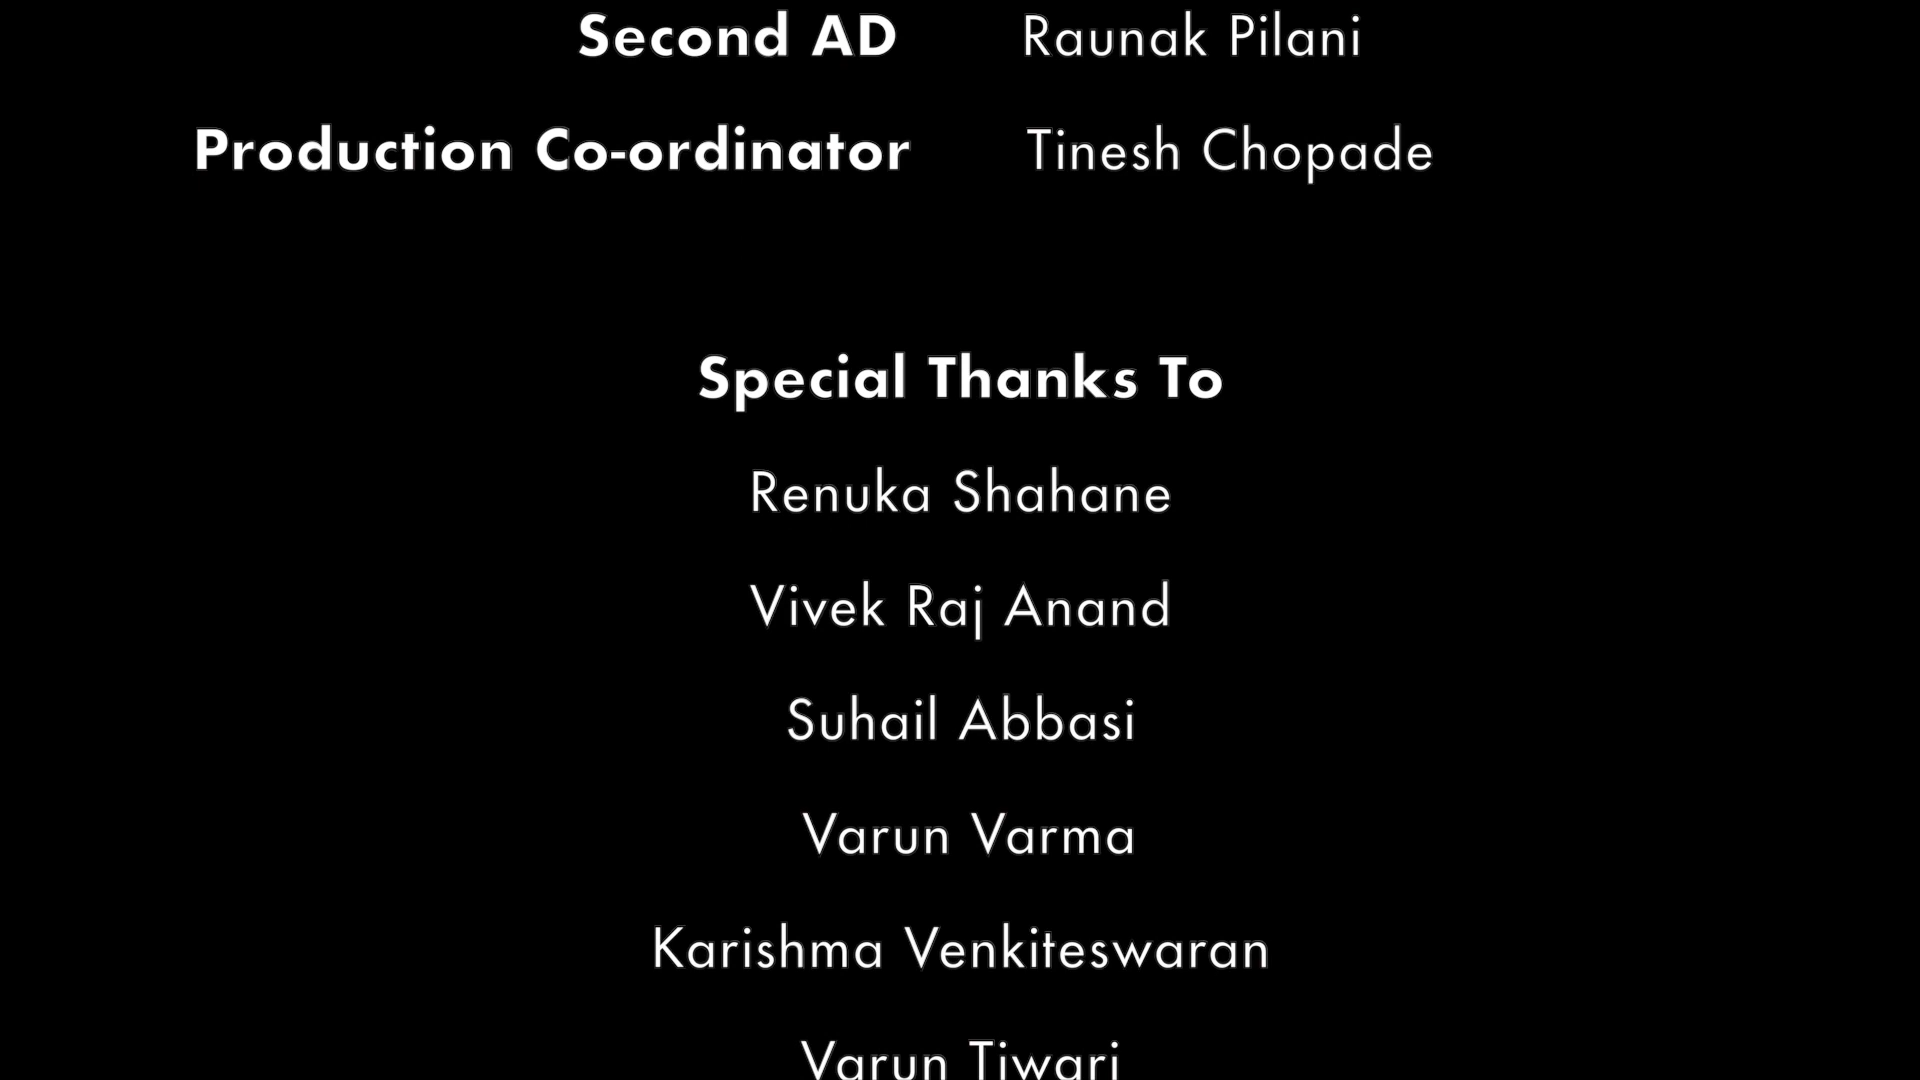 Second AD Raunak Pilani
Production Co-ordinator Tinesh Chopade
Special Thanks To
Renuka Shahane
Vivek Raj Anand
Suhail Abbasi
Varun Varma
Karishma Venkiteswaran
Varun Tiwari